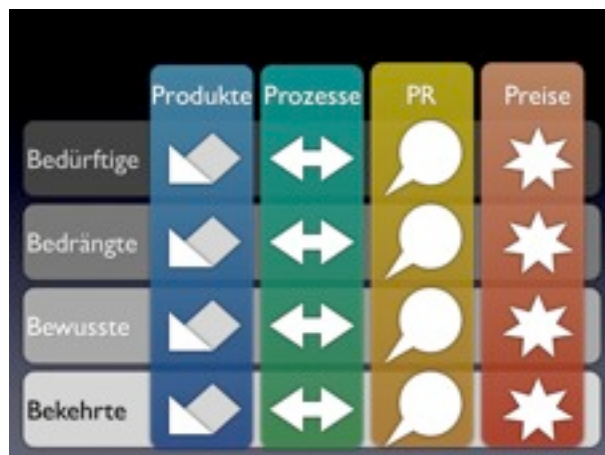 Produkte Prozesse PR Preise
Bedürftige
Bedrängte
Bewusste
Bekehrte